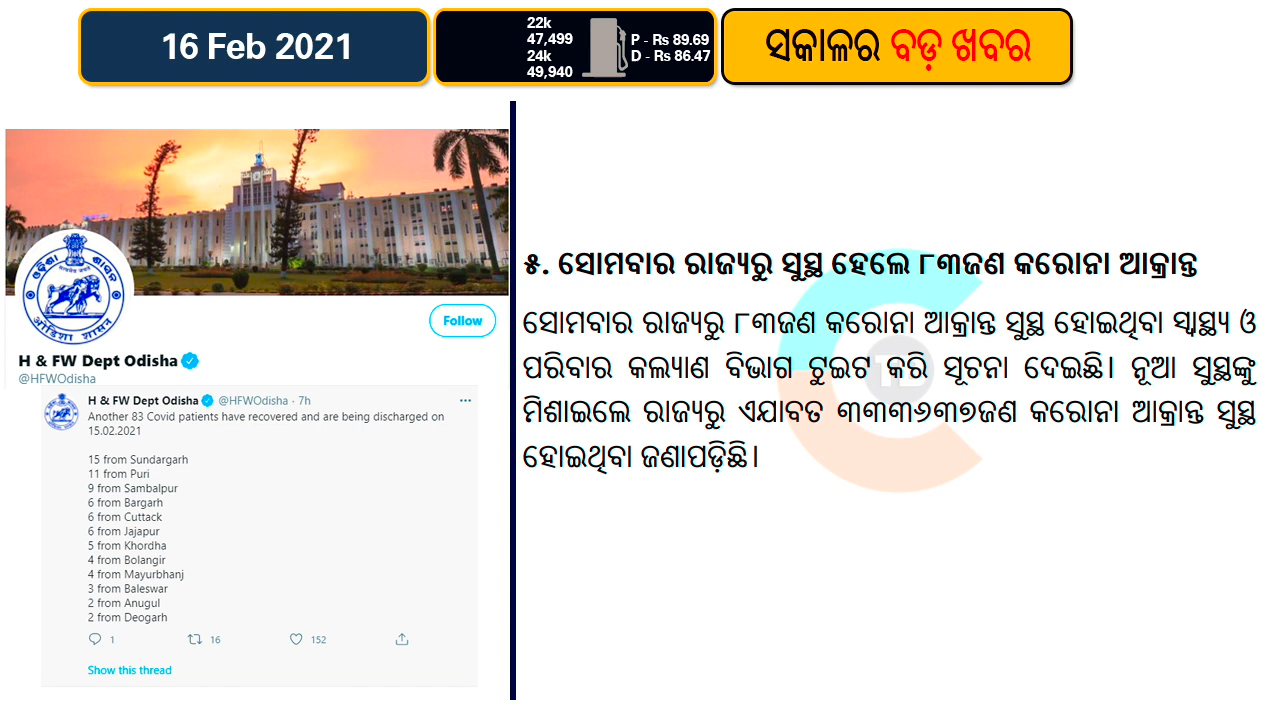 16 Feb 2021
22k
47,499
24k
49,940
P - Rs 89.69
D - Rs 86.47
ସକାଳର ବଡ଼ ଖବର
ଓଡ଼ିଶା ଶାସନ
ओडिशा शासन
Follow
H & FW Dept Odisha
@HFWOdisha
H & FW Dept Odisha @HFWOdisha · 7h
Another 83 Covid patients have recovered and are being discharged on
15.02.2021
15 from Sundargarh
11 from Puri
9 from Sambalpur
6 from Bargarh
6 from Cuttack
6 from Jajapur
5 from Khordha
4 from Bolangir
4 from Mayurbhanj
3 from Baleswar
2 from Anugul
2 from Deogarh
1 16 152
Show this thread
୫. ସୋମବାର ରାଜ୍ୟରୁ ସୁସ୍ଥ ହେଲେ ୮୩ଜଣ କରୋନା ଆକ୍ରାନ୍ତ
ସୋମବାର ରାଜ୍ୟରୁ ୮୩ଜଣ କରୋନା ଆକ୍ରାନ୍ତ ସୁସ୍ଥ ହୋଇଥିବା ସ୍ୱାସ୍ଥ୍ୟ ଓ
ପରିବାର କଲ୍ୟାଣ ବିଭାଗ ଟୁଇଟ କରି ସୂଚନା ଦେଇଛି। ନୂଆ ସୁସ୍ଥଙ୍କୁ
ମିଶାଇଲେ ରାଜ୍ୟରୁ ଏଯାବତ ୩୩୩୬୩୭ଜଣ କରୋନା ଆକ୍ରାନ୍ତ ସୁସ୍ଥ
ହୋଇଥିବା ଜଣାପଡ଼ିଛି।